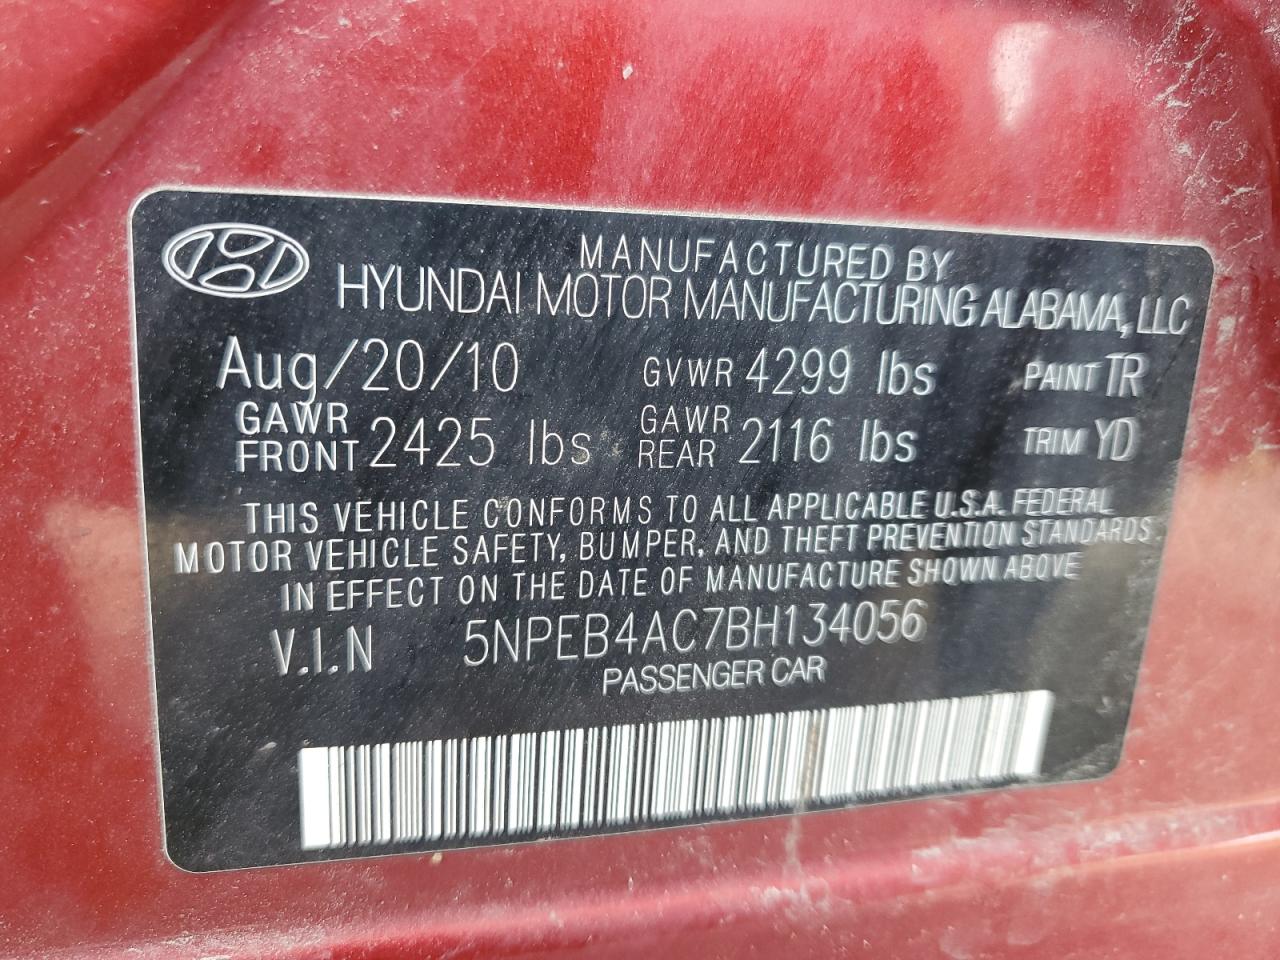 MANUFACTURED BY
HYUNDAI MOTOR MANUFACTURING ALABAMA, LLC
Aug/20/10 GVWR 4299 lbs PAINT TR
GAWR FRONT 2425 lbs GAWR REAR 2116 lbs TRIM YD
THIS VEHICLE CONFORMS TO ALL APPLICABLE U.S.A. FEDERAL
MOTOR VEHICLE SAFETY, BUMPER, AND THEFT PREVENTION STANDARDS
IN EFFECT ON THE DATE OF MANUFACTURE SHOWN ABOVE
V.I.N 5NPEB4AC7BH134056
PASSENGER CAR